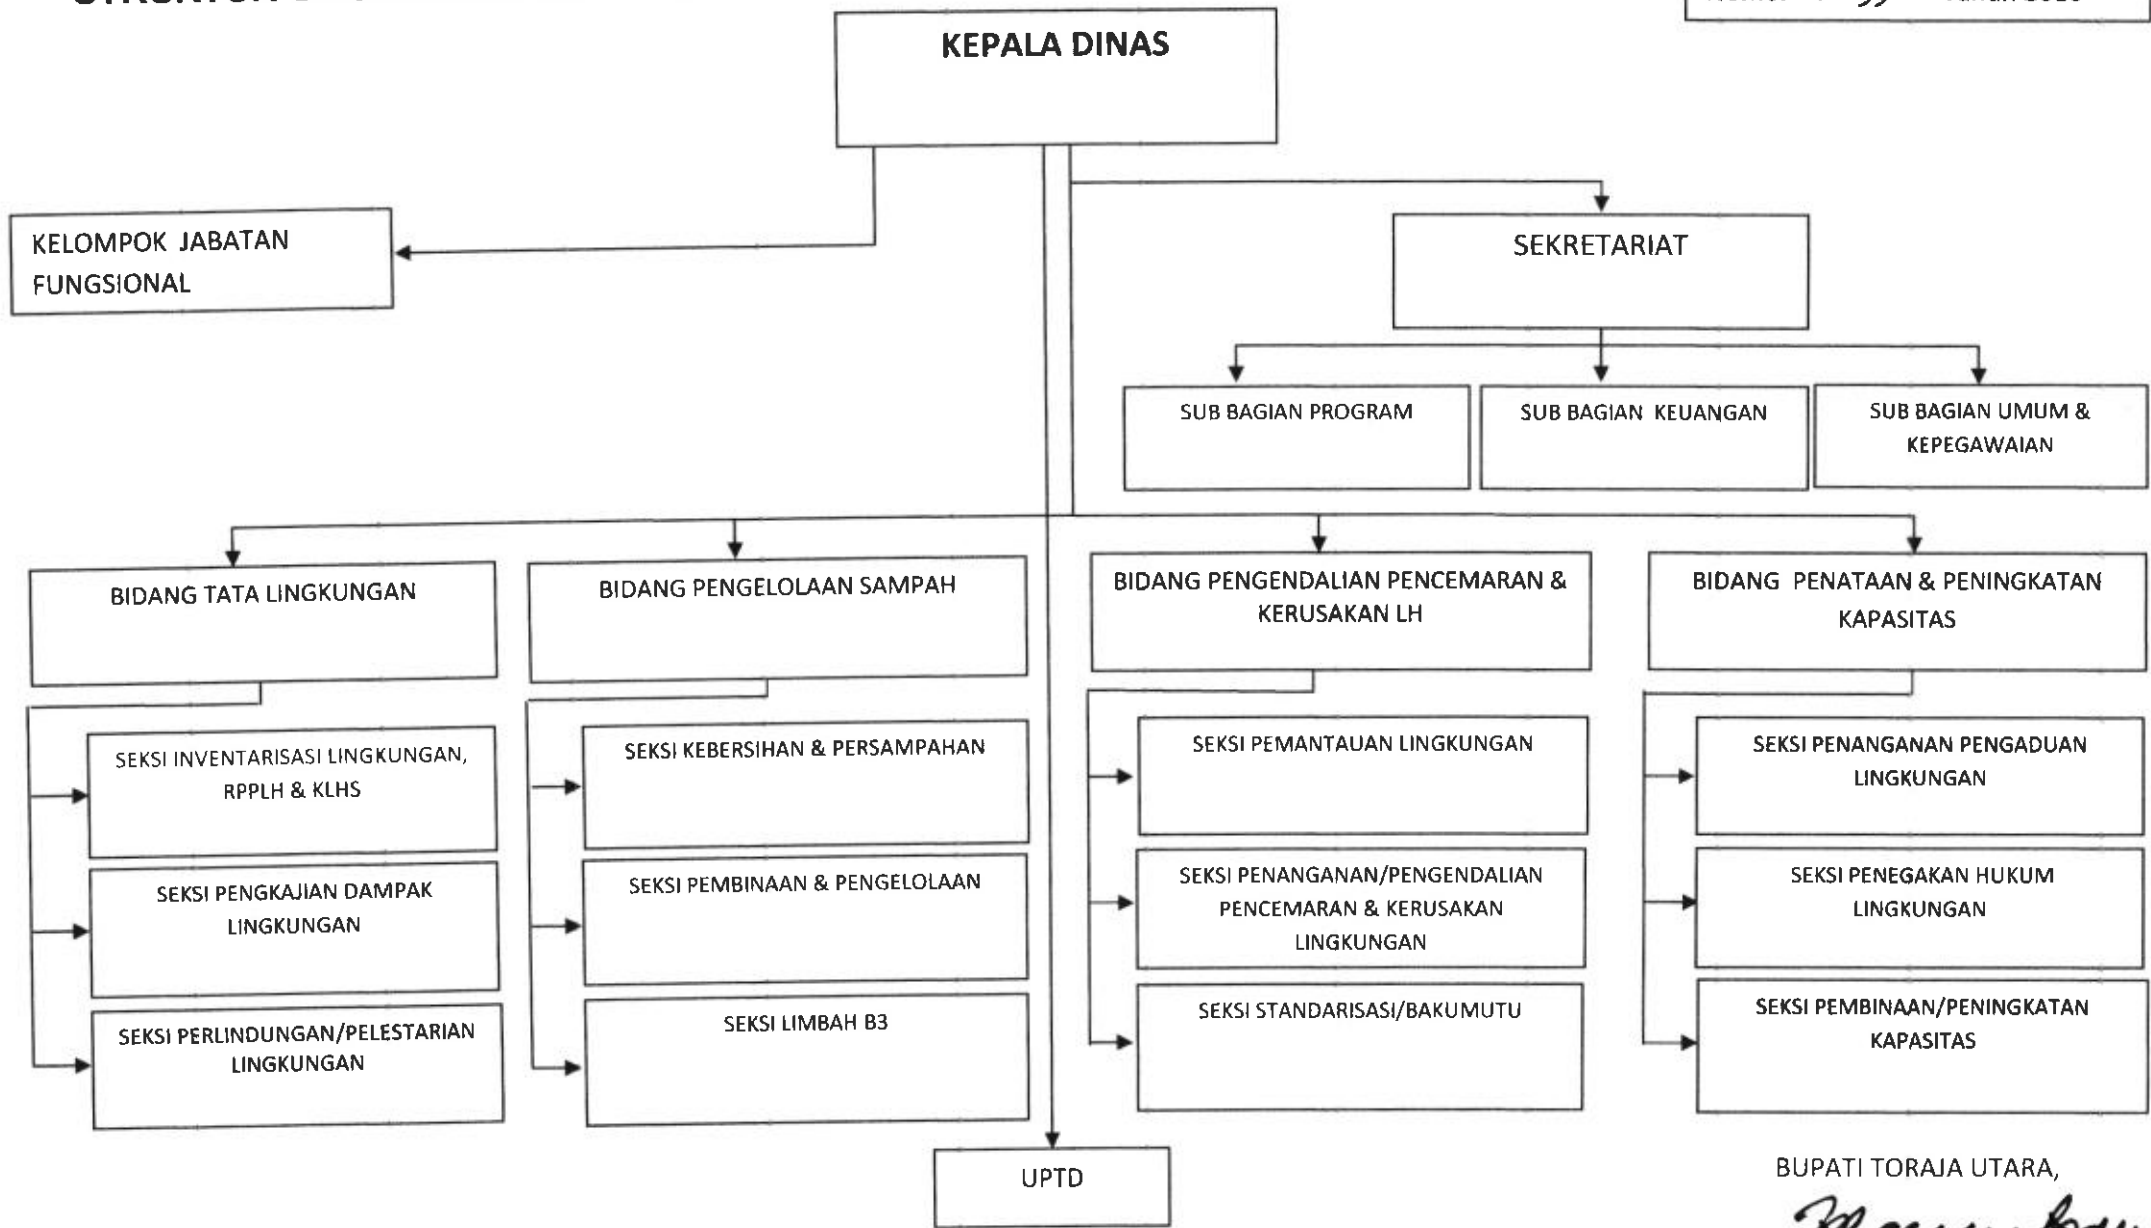 KEPALA DINAS
KELOMPOK JABATAN
FUNGSIONAL
SEKRETARIAT
SUB BAGIAN PROGRAM
SUB BAGIAN KEUANGAN
SUB BAGIAN UMUM &
KEPEGAWAIAN
BIDANG TATA LINGKUNGAN
BIDANG PENGELOLAAN SAMPAH
BIDANG PENGENDALIAN PENCEMARAN &
KERUSAKAN LH
BIDANG PENATAAN & PENINGKATAN
KAPASITAS
SEKSI INVENTARISASI LINGKUNGAN,
RPPLH & KLHS
SEKSI PENGKAJIAN DAMPAK
LINGKUNGAN
SEKSI PERLINDUNGAN/PELESTARIAN
LINGKUNGAN
SEKSI KEBERSIHAN & PERSAMPAHAN
SEKSI PEMBINAAN & PENGELOLAAN
SEKSI LIMBAH B3
SEKSI PEMANTAUAN LINGKUNGAN
SEKSI PENANGANAN/PENGENDALIAN
PENCEMARAN & KERUSAKAN
LINGKUNGAN
SEKSI STANDARISASI/BAKUMUTU
SEKSI PENANGANAN PENGADUAN
LINGKUNGAN
SEKSI PENEGAKAN HUKUM
LINGKUNGAN
SEKSI PEMBINAAN/PENINGKATAN
KAPASITAS
UPTD
BUPATI TORAJA UTARA,